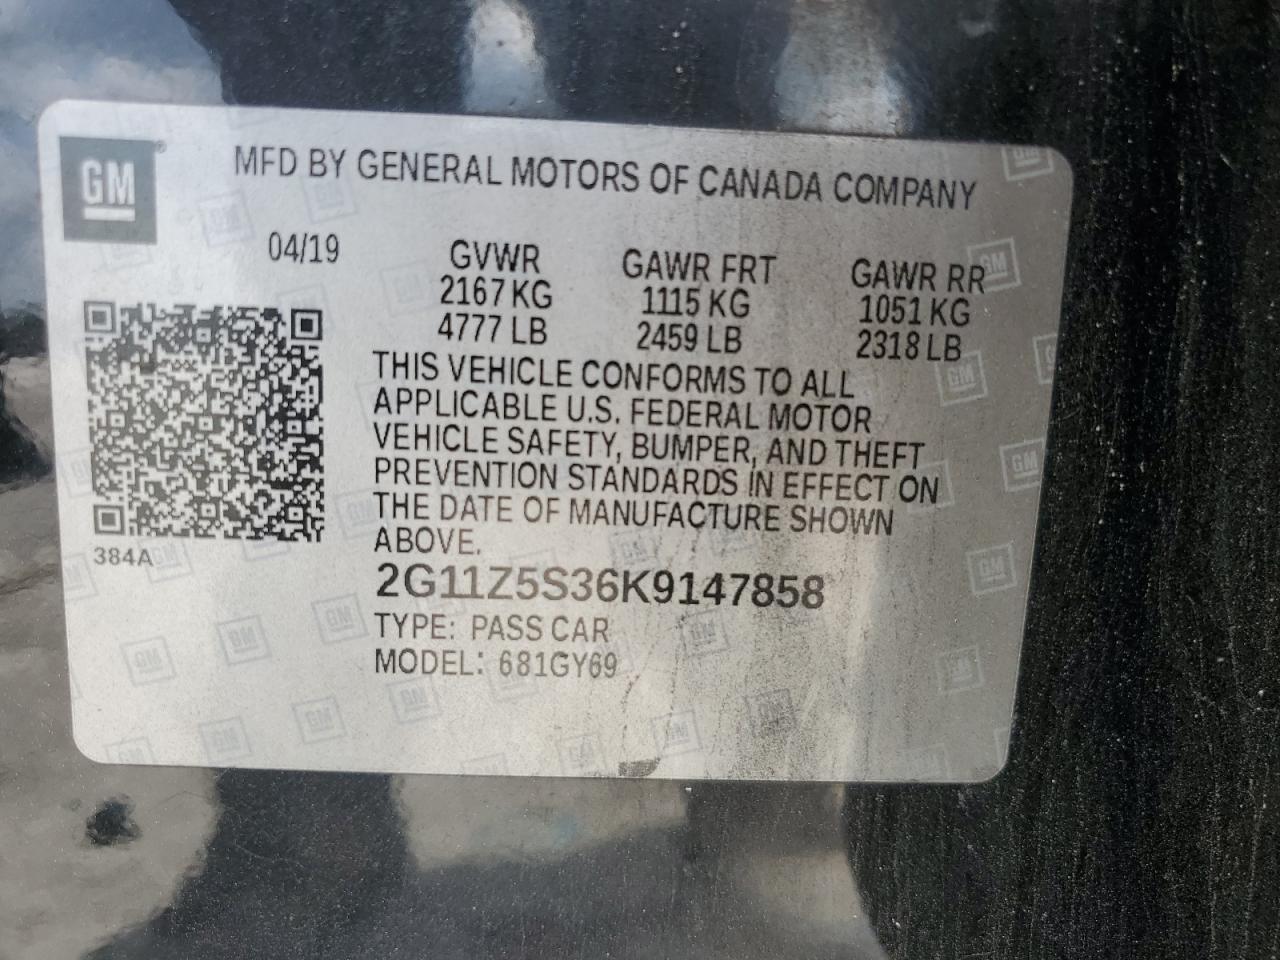 GM
MFD BY GENERAL MOTORS OF CANADA COMPANY
04/19
GVWR
2167 KG
4777 LB
GAWR FRT
1115 KG
2459 LB
GAWR RR
1051 KG
2318 LB
THIS VEHICLE CONFORMS TO ALL
APPLICABLE U.S. FEDERAL MOTOR
VEHICLE SAFETY, BUMPER, AND THEFT
PREVENTION STANDARDS IN EFFECT ON
THE DATE OF MANUFACTURE SHOWN
ABOVE.
384A
2G11Z5S36K9147858
TYPE: PASS CAR
MODEL: 681GY69